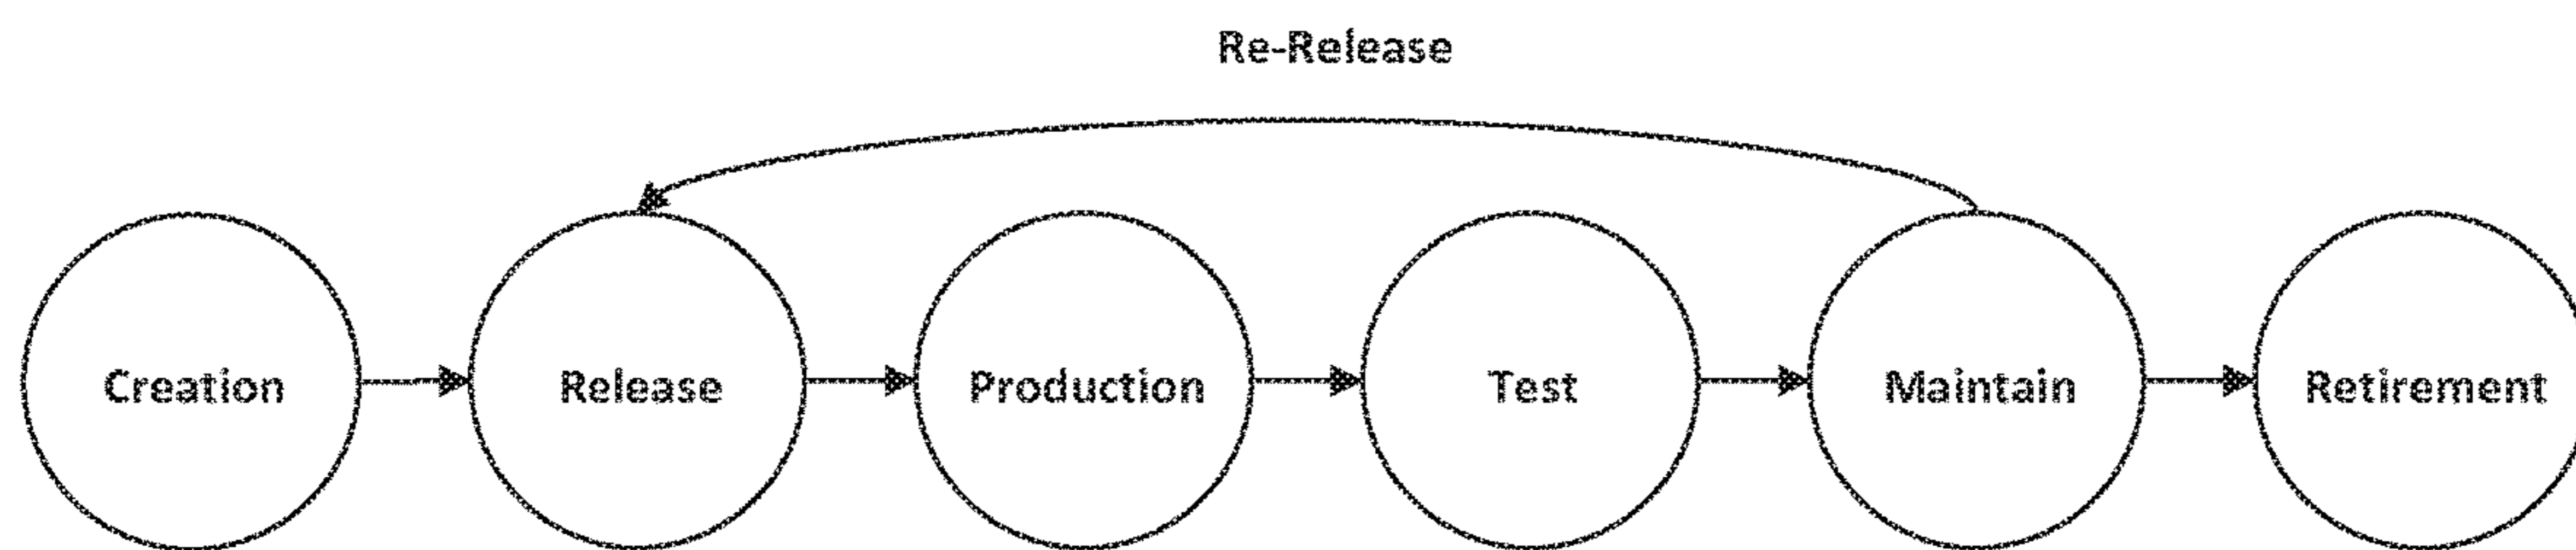 Re-Release
Creation
Release
Production
Test
Maintain
Retirement